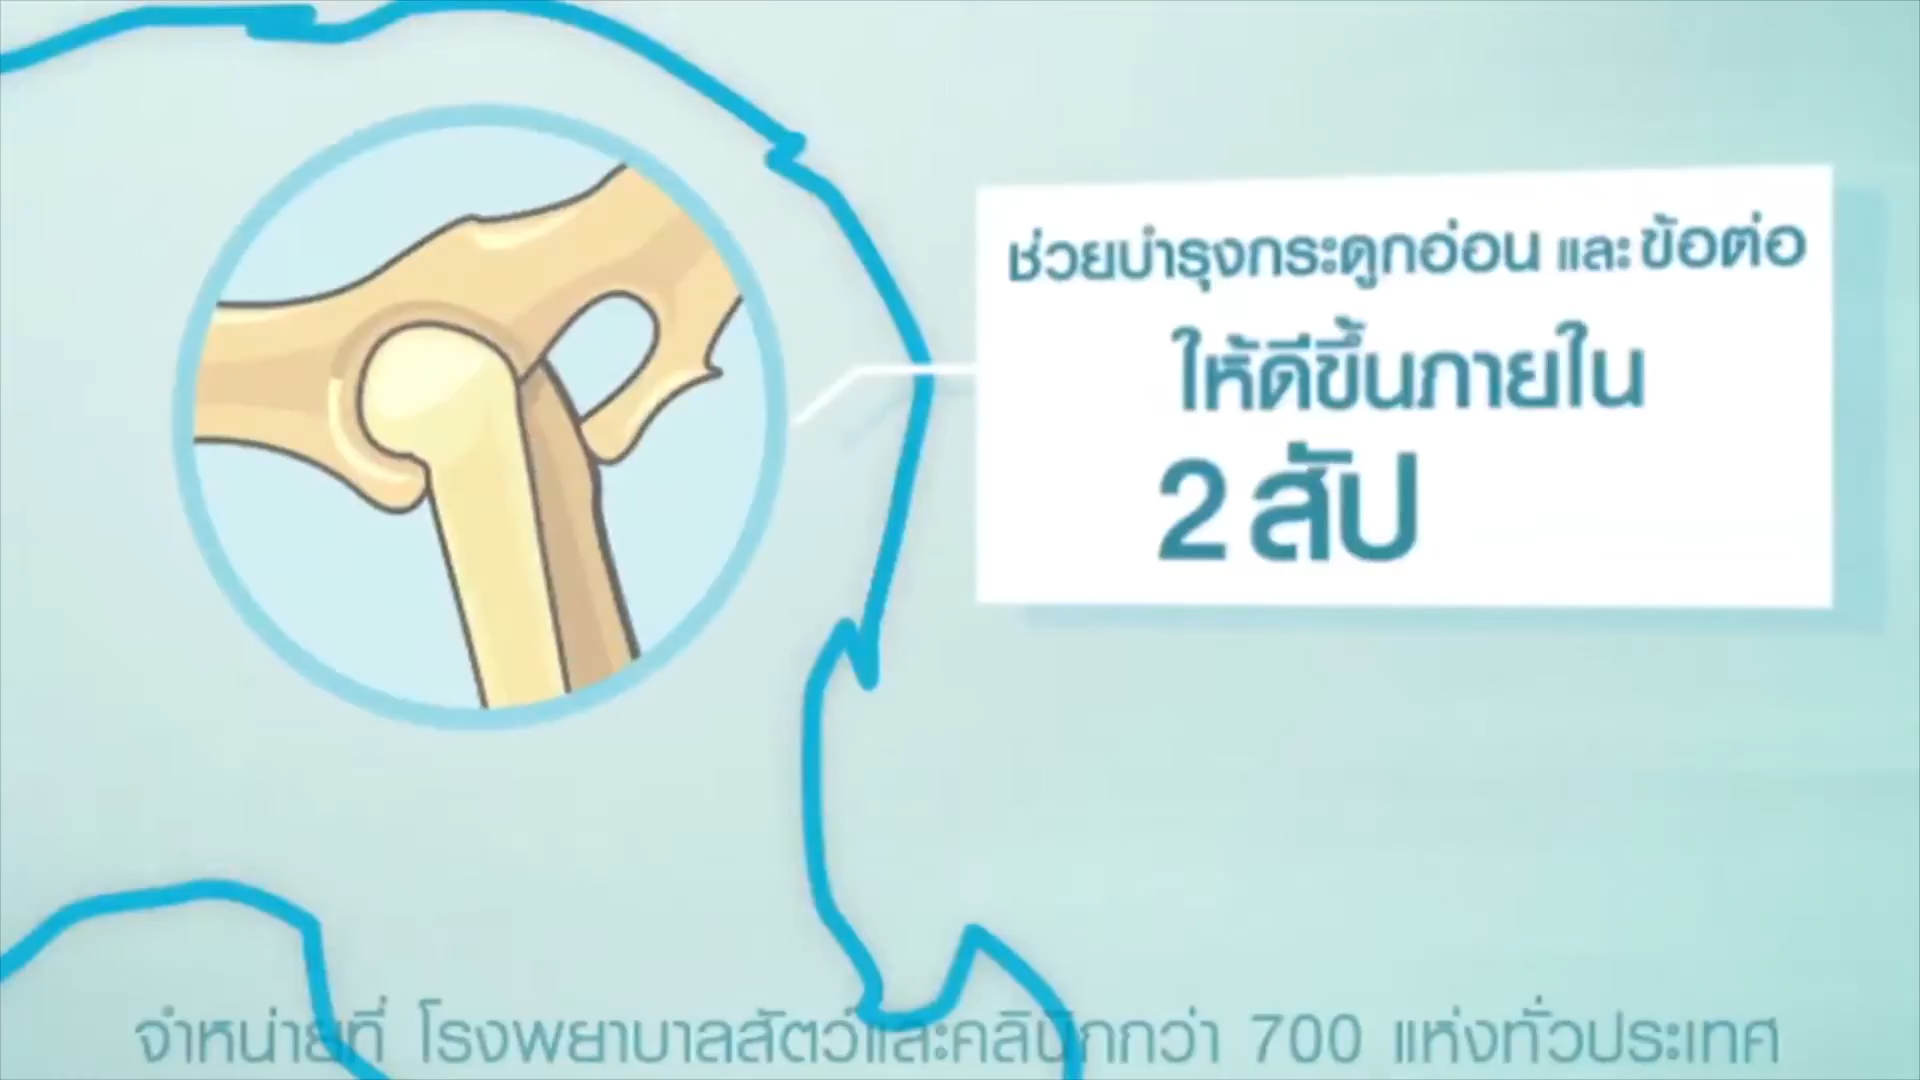 ช่วยบำรุงกระดูกอ่อน และ ข้อต่อ
ให้ดีขึ้นภายใน
2 สัป
จำหน่ายที่ โรงพยาบาลสัตว์และคลินิกกว่า 700 แห่งทั่วประเทศ